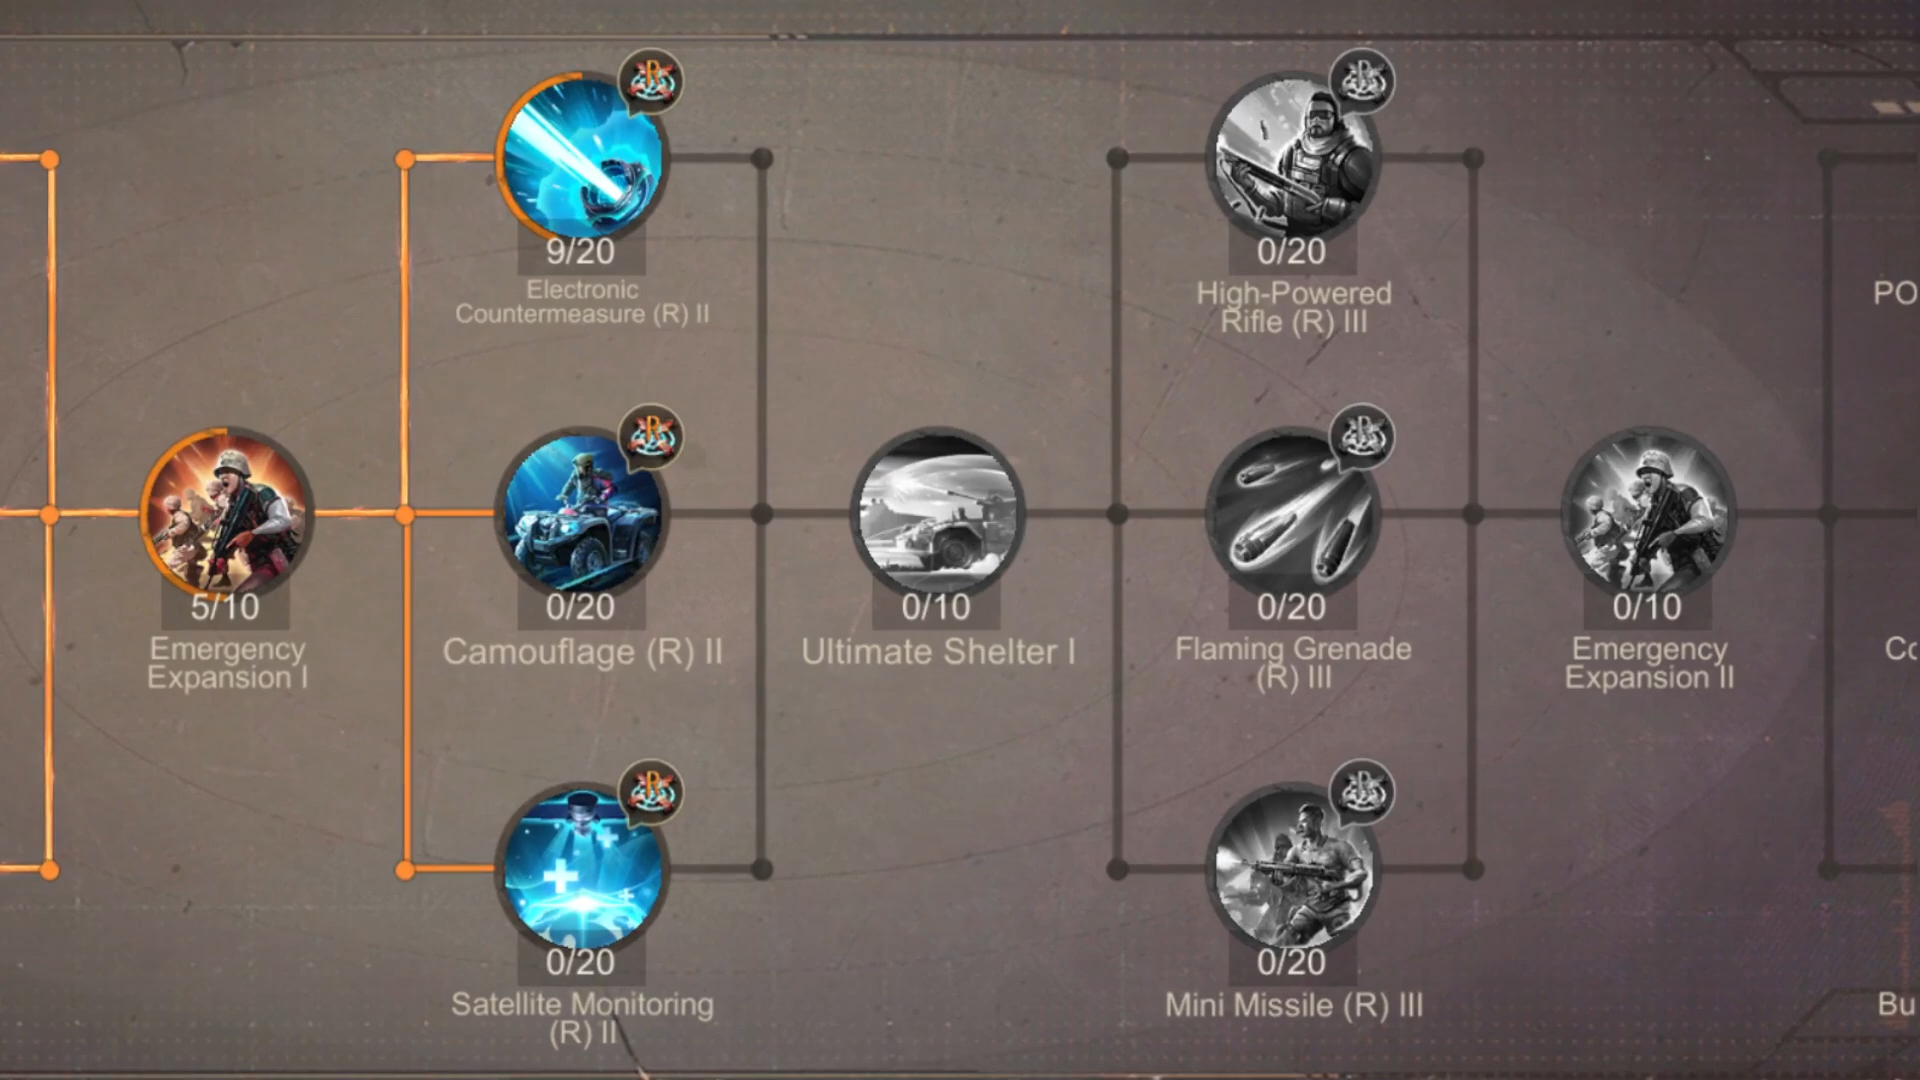 9/20
Electronic
Countermeasure (R) II
0/20
High-Powered
Rifle (R) III
PO
5/10
Emergency
Expansion I
0/20
Camouflage (R) II
0/10
Ultimate Shelter I
0/20
Flaming Grenade
(R) III
0/10
Emergency
Expansion II
Co
0/20
Satellite Monitoring
(R) II
0/20
Mini Missile (R) III
Bu
R
R
R
R
R
R